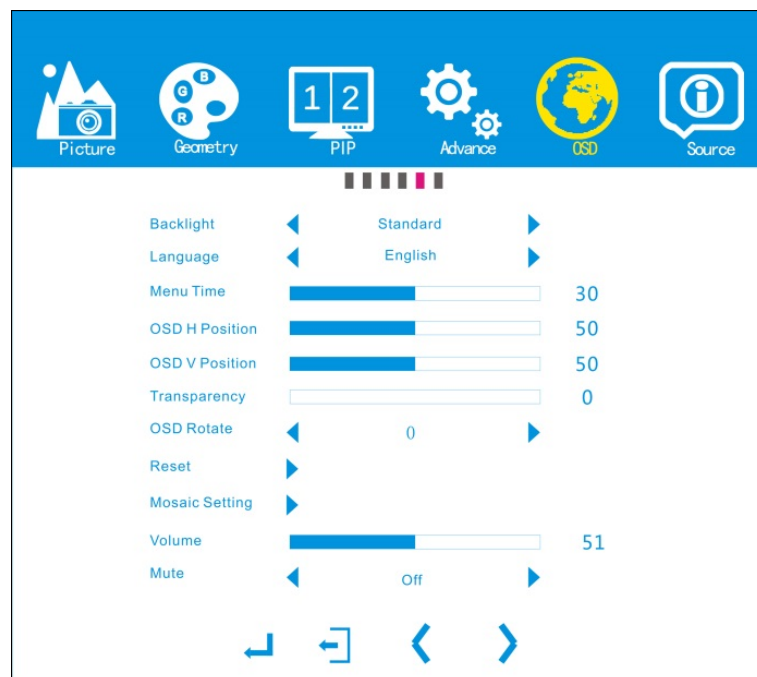 B
G
R
1 2
Picture Geometry PIP Advance OSD Source
Backlight Standard
Language English
Menu Time 30
OSD H Position 50
OSD V Position 50
Transparency 0
OSD Rotate 0
Reset
Mosaic Setting
Volume 51
Mute Off